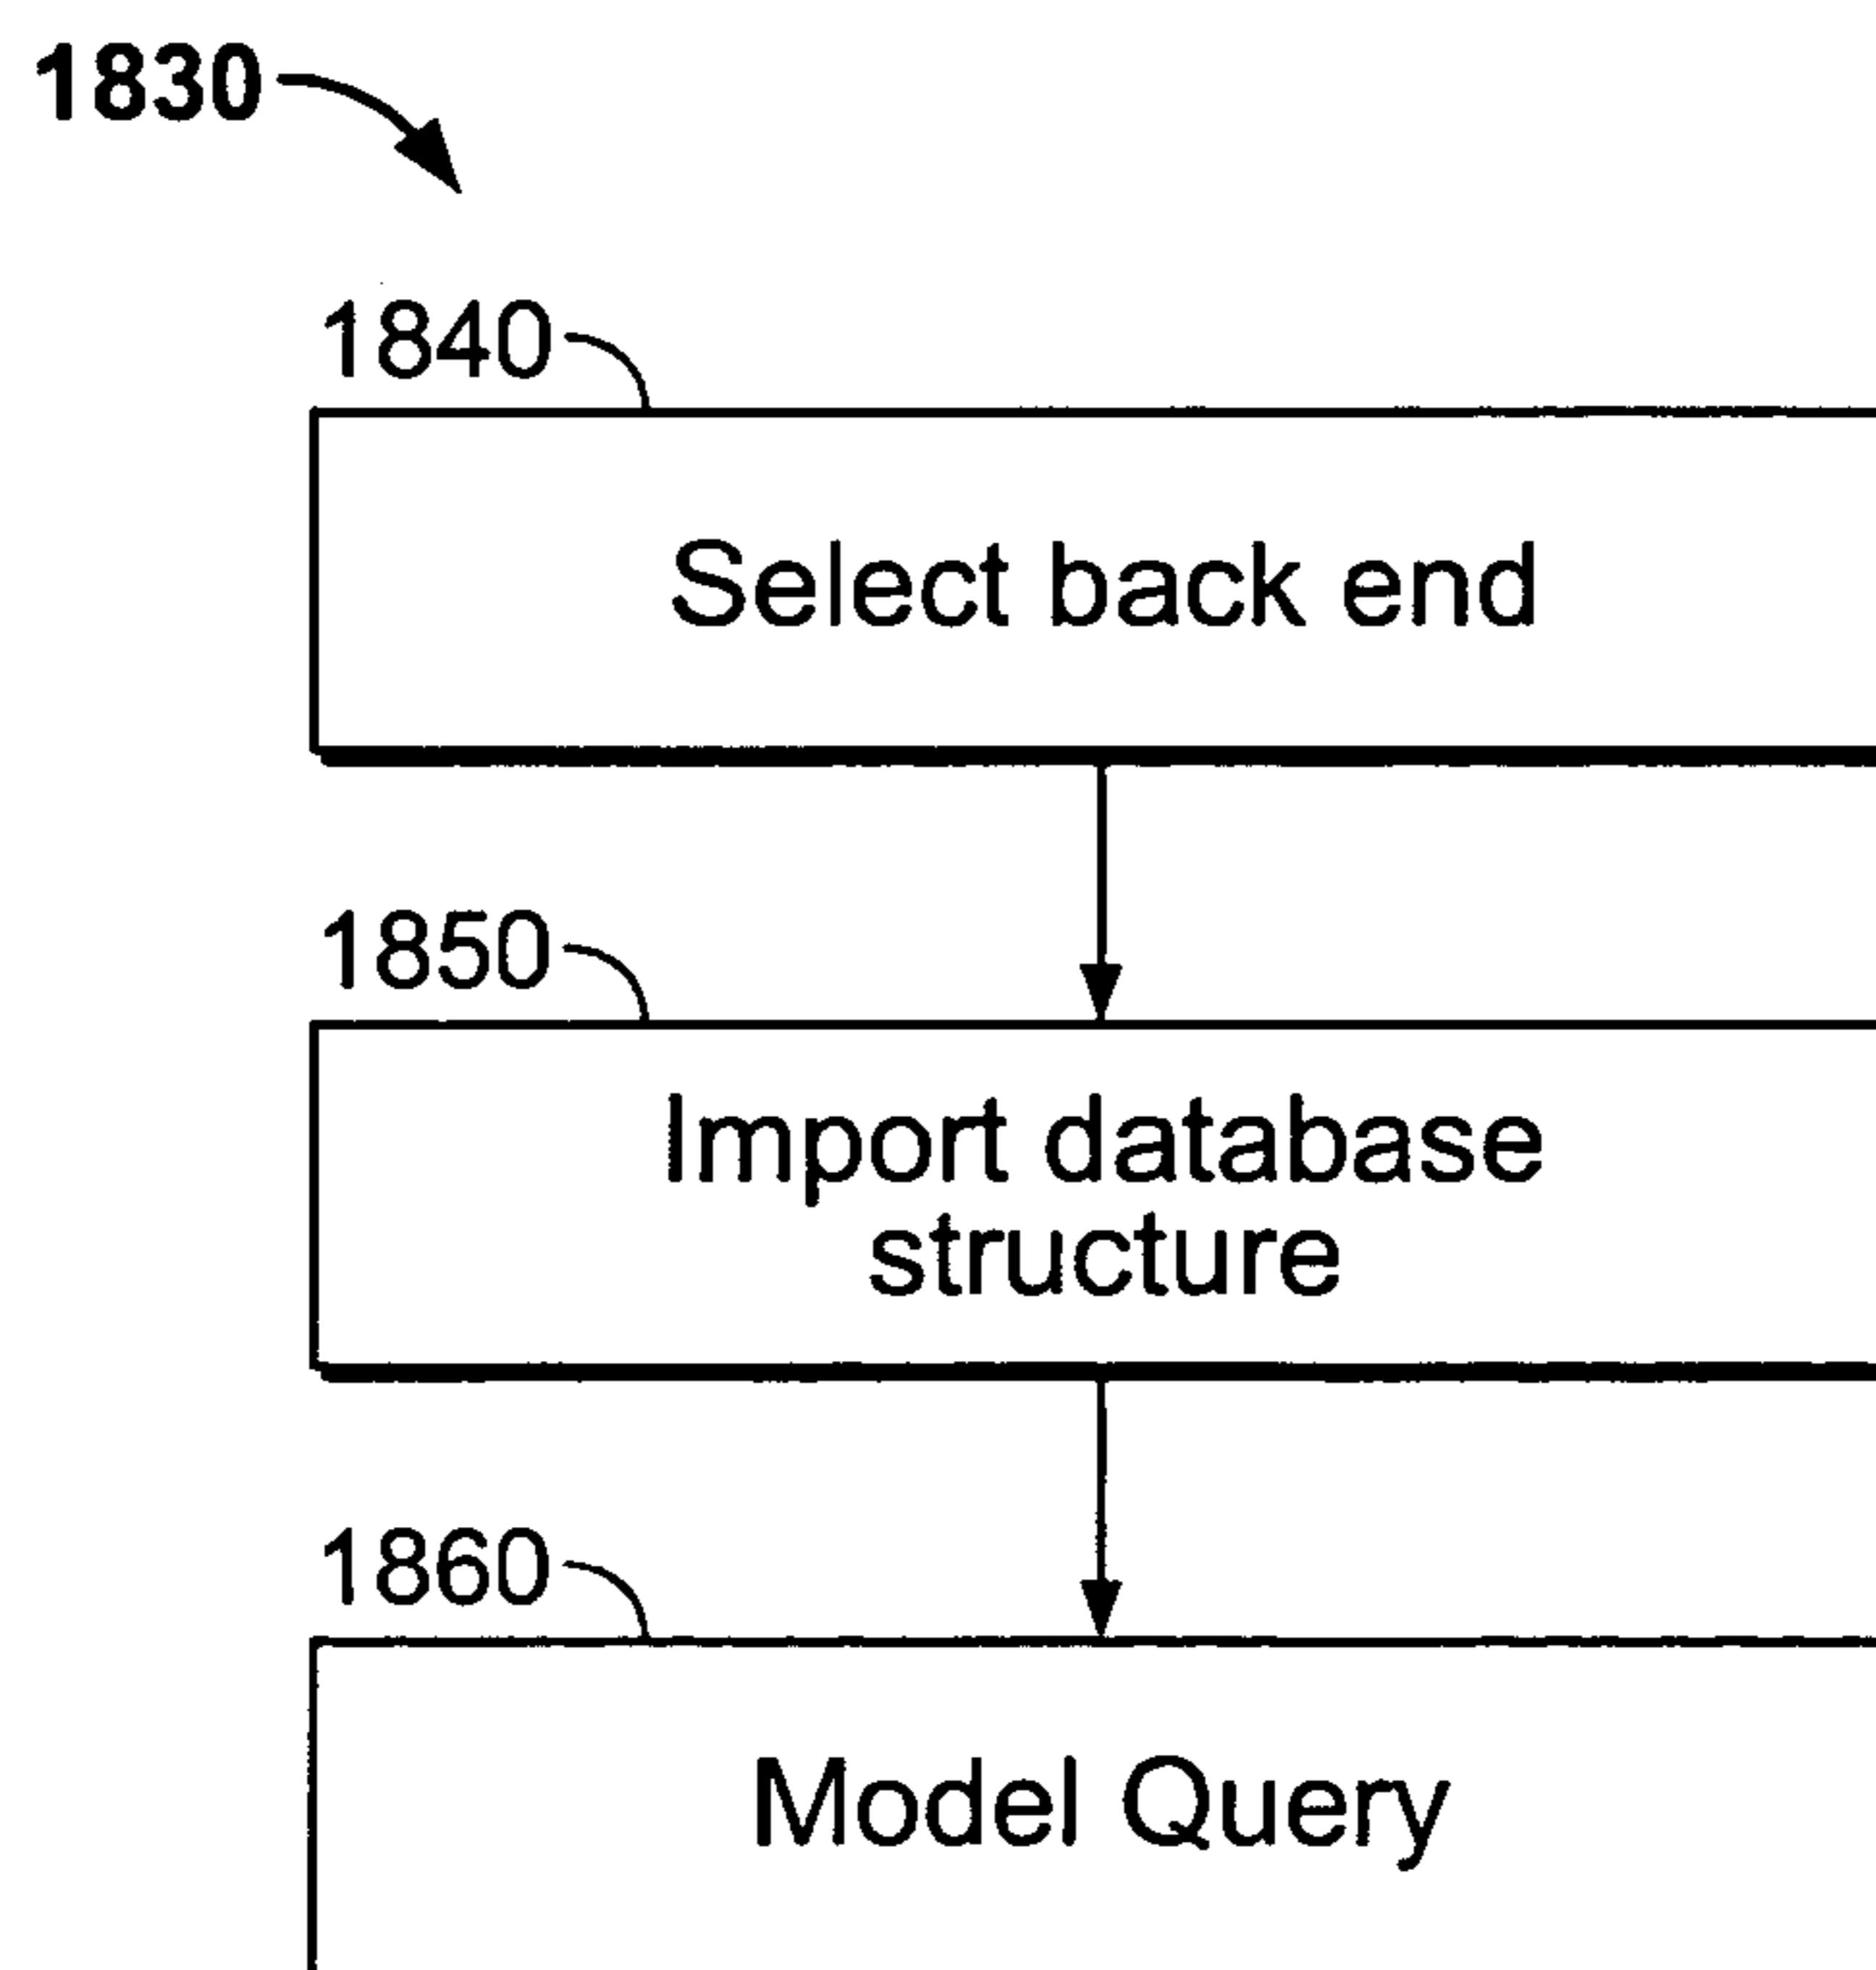 1830
1840
Select back end
1850
Import database
structure
1860
Model Query